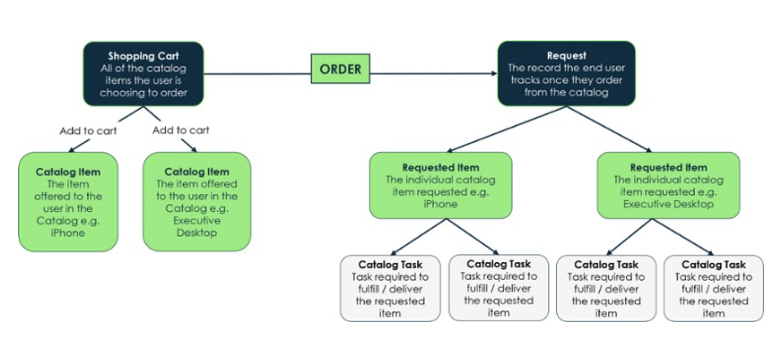 Shopping Cart
All of the catalog
items the user is
choosing to order
ORDER
Request
The record the end user
tracks once they order
from the catalog
Add to cart
Add to cart
Catalog Item
The item
offered to the
user in the
Catalog e.g.
iPhone
Catalog Item
The item offered
to the user in the
Catalog e.g.
Executive
Desktop
Requested Item
The individual catalog
item requested e.g.
iPhone
Requested Item
The individual catalog
item requested e.g.
Executive Desktop
Catalog Task
Task required to
fulfill / deliver
the requested
item
Catalog Task
Task required to
fulfill / deliver
the requested
item
Catalog Task
Task required to
fulfill / deliver
the requested
item
Catalog Task
Task required to
fulfill / deliver
the requested
item